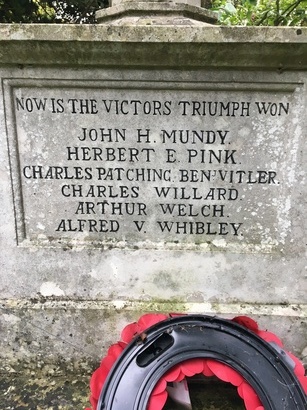 NOW IS THE VICTORS TRIUMPH WON
JOHN H. MUNDY.
HERBERT E. PINK.
CHARLES PATCHING. BENJN VITLER.
CHARLES WILLARD.
ARTHUR WELCH.
ALFRED V. WHIBLEY.